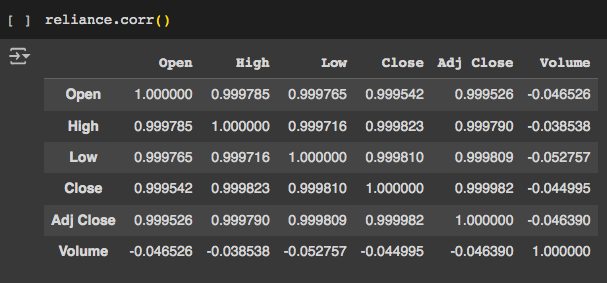 [ ] reliance.corr()
Open High Low Close Adj Close Volume
Open 1.000000 0.999785 0.999765 0.999542 0.999526 -0.046526
High 0.999785 1.000000 0.999716 0.999823 0.999790 -0.038538
Low 0.999765 0.999716 1.000000 0.999810 0.999809 -0.052757
Close 0.999542 0.999823 0.999810 1.000000 0.999982 -0.044995
Adj Close 0.999526 0.999790 0.999809 0.999982 1.000000 -0.046390
Volume -0.046526 -0.038538 -0.052757 -0.044995 -0.046390 1.000000